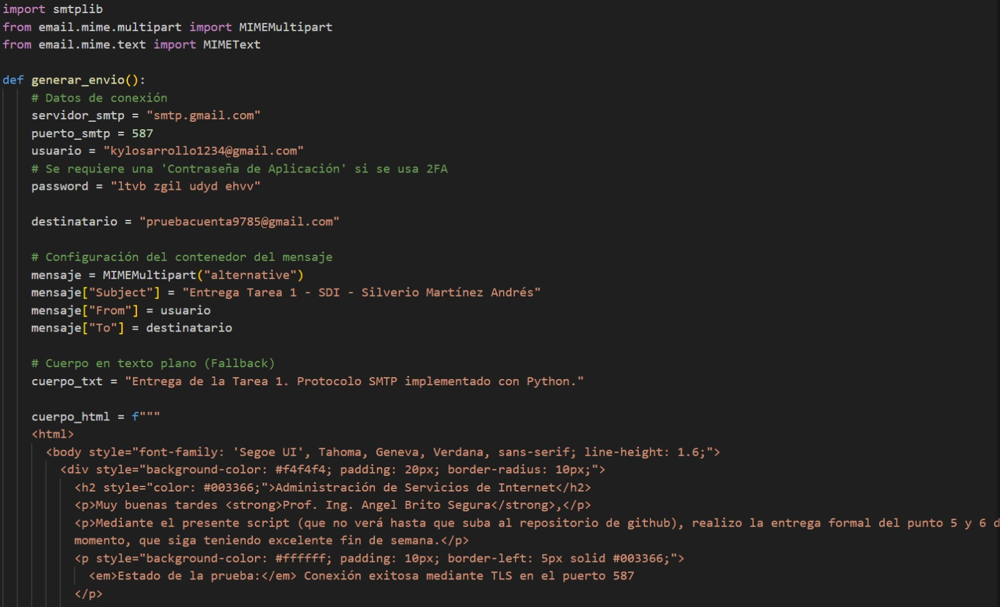 import smtplib
from email.mime.multipart import MIMEMultipart
from email.mime.text import MIMEText
def generar_envio():
# Datos de conexión
servidor_smtp = "smtp.gmail.com"
puerto_smtp = 587
usuario = "kylosarrollo1234@gmail.com"
# Se requiere una 'Contraseña de Aplicación' si se usa 2FA
password = "ltvb zgil udyd ehvv"
destinatario = "pruebacuenta9785@gmail.com"
# Configuración del contenedor del mensaje
mensaje = MIMEMultipart("alternative")
mensaje["Subject"] = "Entrega Tarea 1 - SDI - Silverio Martínez Andrés"
mensaje["From"] = usuario
mensaje["To"] = destinatario
# Cuerpo en texto plano (Fallback)
cuerpo_txt = "Entrega de la Tarea 1. Protocolo SMTP implementado con Python."
cuerpo_html = f"""
<html>
<body style="font-family: 'Segoe UI', Tahoma, Geneva, Verdana, sans-serif; line-height: 1.6;">
<div style="background-color: #f4f4f4; padding: 20px; border-radius: 10px;">
<h2 style="color: #003366;">Administración de Servicios de Internet</h2>
<p>Muy buenas tardes <strong>Prof. Ing. Angel Brito Segura</strong>,</p>
<p>Mediante el presente script (que no verá hasta que suba al repositorio de github), realizo la entrega formal del punto 5 y 6 d
momento, que siga teniendo excelente fin de semana.</p>
<p style="background-color: #ffffff; padding: 10px; border-left: 5px solid #003366;">
<em>Estado de la prueba:</em> Conexión exitosa mediante TLS en el puerto 587
</p>